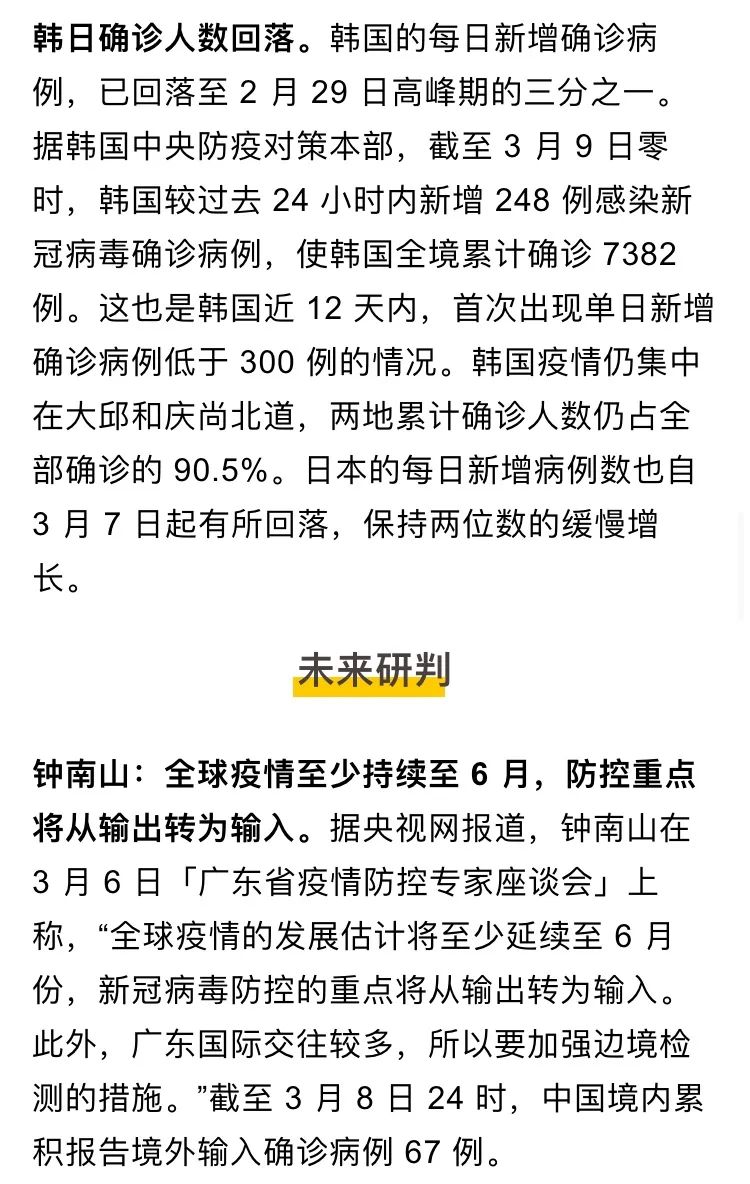 韩日确诊人数回落。韩国的每日新增确诊病
例，已回落至 2 月 29 日高峰期的三分之一。
据韩国中央防疫对策本部，截至 3 月 9 日零
时，韩国较过去 24 小时内新增 248 例感染新
冠病毒确诊病例，使韩国全境累计确诊 7382
例。这也是韩国近 12 天内，首次出现单日新增
确诊病例低于 300 例的情况。韩国疫情仍集中
在大邱和庆尚北道，两地累计确诊人数仍占全
部确诊的 90.5%。日本的每日新增病例数也自
3 月 7 日起有所回落，保持两位数的缓慢增
长。
未来研判
钟南山：全球疫情至少持续至 6 月，防控重点
将从输出转为输入。据央视网报道，钟南山在
3 月 6 日「广东省疫情防控专家座谈会」上
称，“全球疫情的发展估计将至少延续至 6 月
份，新冠病毒防控的重点将从输出转为输入。
此外，广东国际交往较多，所以要加强边境检
测的措施。”截至 3 月 8 日 24 时，中国境内累
积报告境外输入确诊病例 67 例。